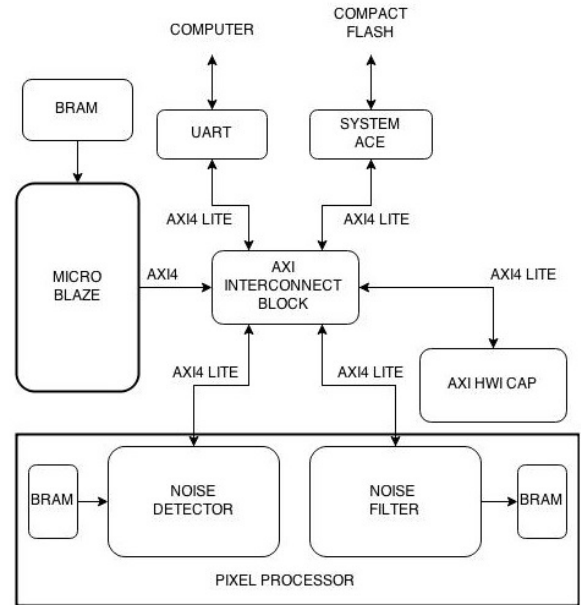 COMPUTER
COMPACT
FLASH
BRAM
UART
SYSTEM
ACE
AXI4 LITE
AXI4 LITE
MICRO
BLAZE
AXI4
AXI
INTERCONNECT
BLOCK
AXI4 LITE
AXI4 LITE
AXI4 LITE
AXI HWI CAP
BRAM
NOISE
DETECTOR
NOISE
FILTER
BRAM
PIXEL PROCESSOR